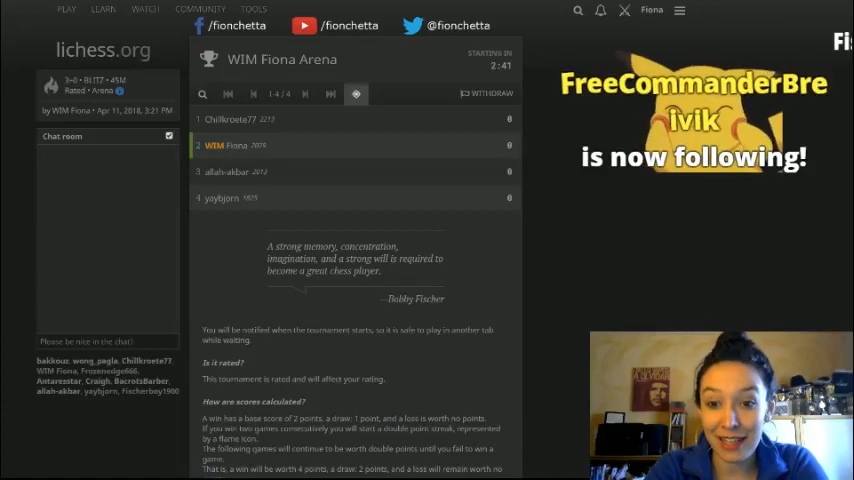 PLAY LEARN WATCH COMMUNITY TOOLS
Fiona
/fionchetta /fionchetta @fionchetta
lichess.org
WIM Fiona Arena
STARTING IN
2:41
3+0 • BLITZ • 45M
Rated • Arena
by WIM Fiona • Apr 11, 2018, 3:21 PM
1-4 / 4
WITHDRAW
Chat room
1 Chillkroete77 2213 0
2 WIM Fiona 0
3 allah-akbar 2013 0
4 yaybjorn 1825 0
A strong memory, concentration,
imagination, and a strong will is required to
become a great chess player.
—Bobby Fischer
You will be notified when the tournament starts, so it is safe to play in another tab
while waiting.
Is it rated?
This tournament is rated and will affect your rating.
How are scores calculated?
A win has a base score of 2 points, a draw: 1 point, and a loss is worth no points.
If you win two games consecutively you will start a double point streak, represented
by a flame icon.
The following games will continue to be worth double points until you fail to win a
game.
That is, a win will be worth 4 points, a draw: 2 points, and a loss will remain worth no
Please be nice in the chat!
bakkouz, wong_pagla, Chillkroete77,
WIM Fiona, Frozenedge666,
Antaresstar, Craigh, BacrotsBarber,
allah-akbar, yaybjorn, Fischerboy1900
Fi
FreeCommanderBre
ivik
is now following!